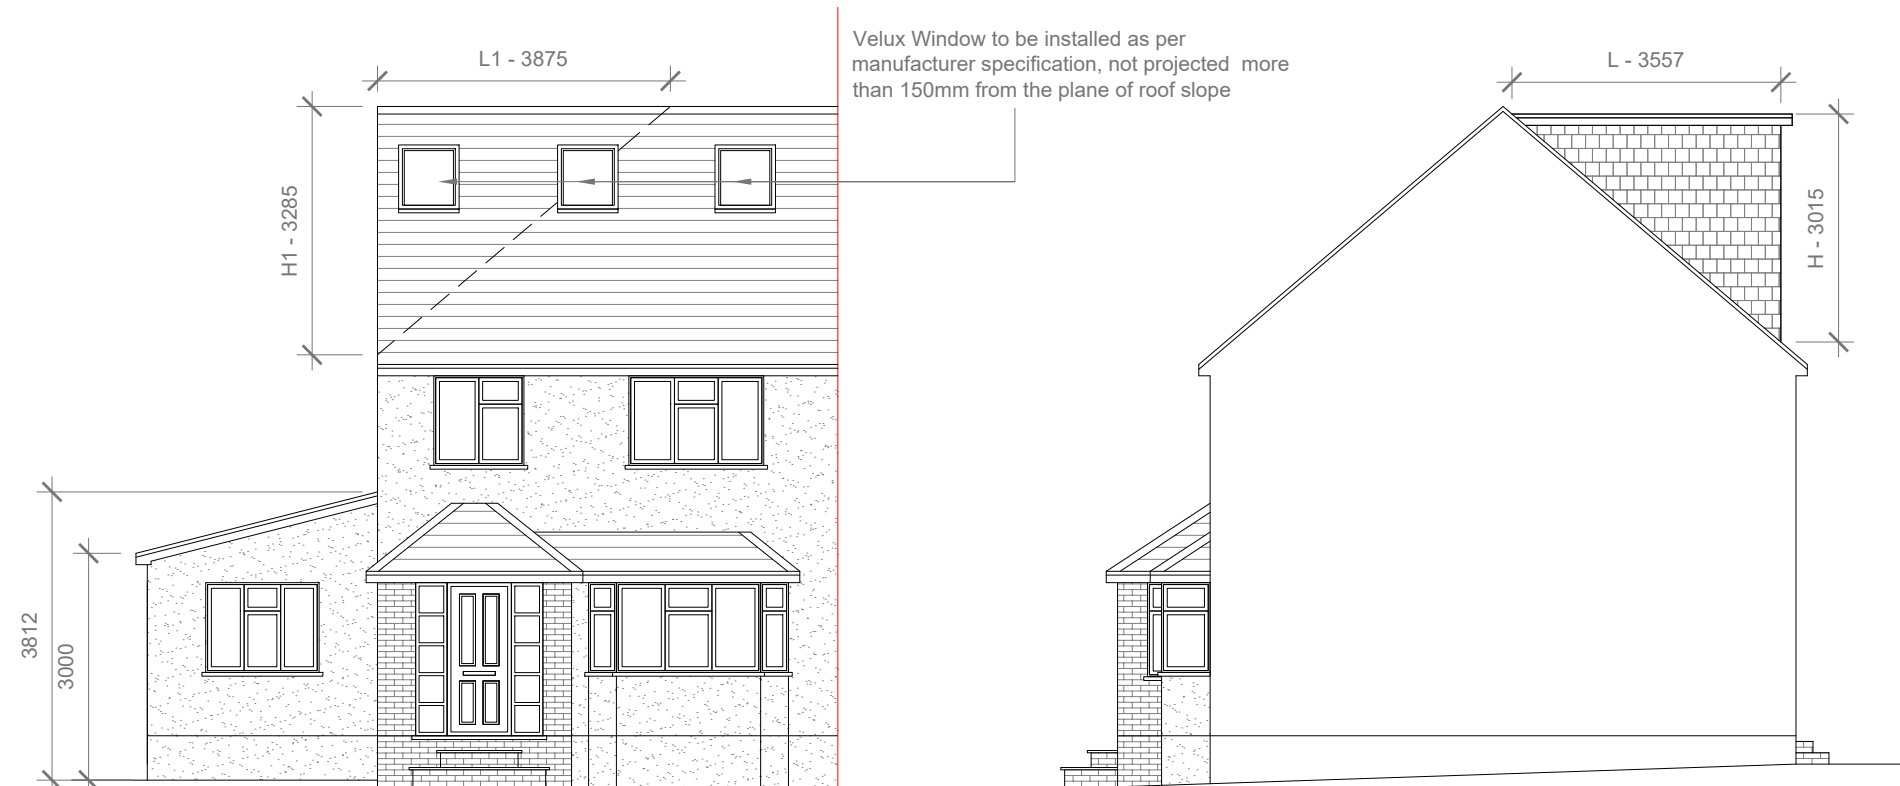 L1 - 3875
Velux Window to be installed as per
manufacturer specification, not projected more
than 150mm from the plane of roof slope
L - 3557
H1 - 3285
H - 3015
3812
3000